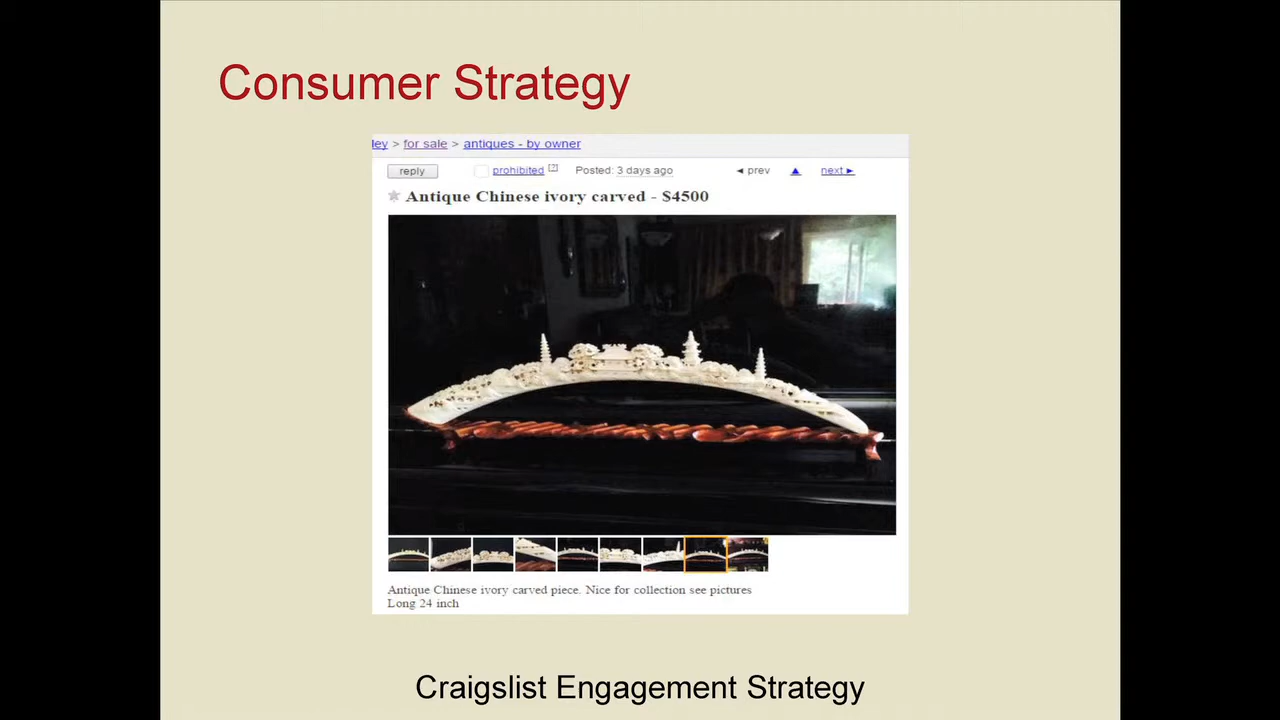 Consumer Strategy
ley > for sale > antiques - by owner
reply prohibited [?] Posted: 3 days ago ◄ prev ▲ next ►
Antique Chinese ivory carved - $4500
Antique Chinese ivory carved piece. Nice for collection see pictures
Long 24 inch
Craigslist Engagement Strategy